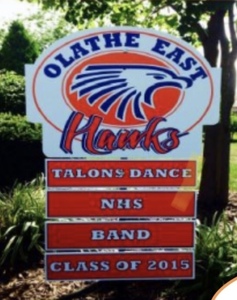 OLATHE EAST
Hawks
TALONS DANCE
NHS
BAND
CLASS OF 2015